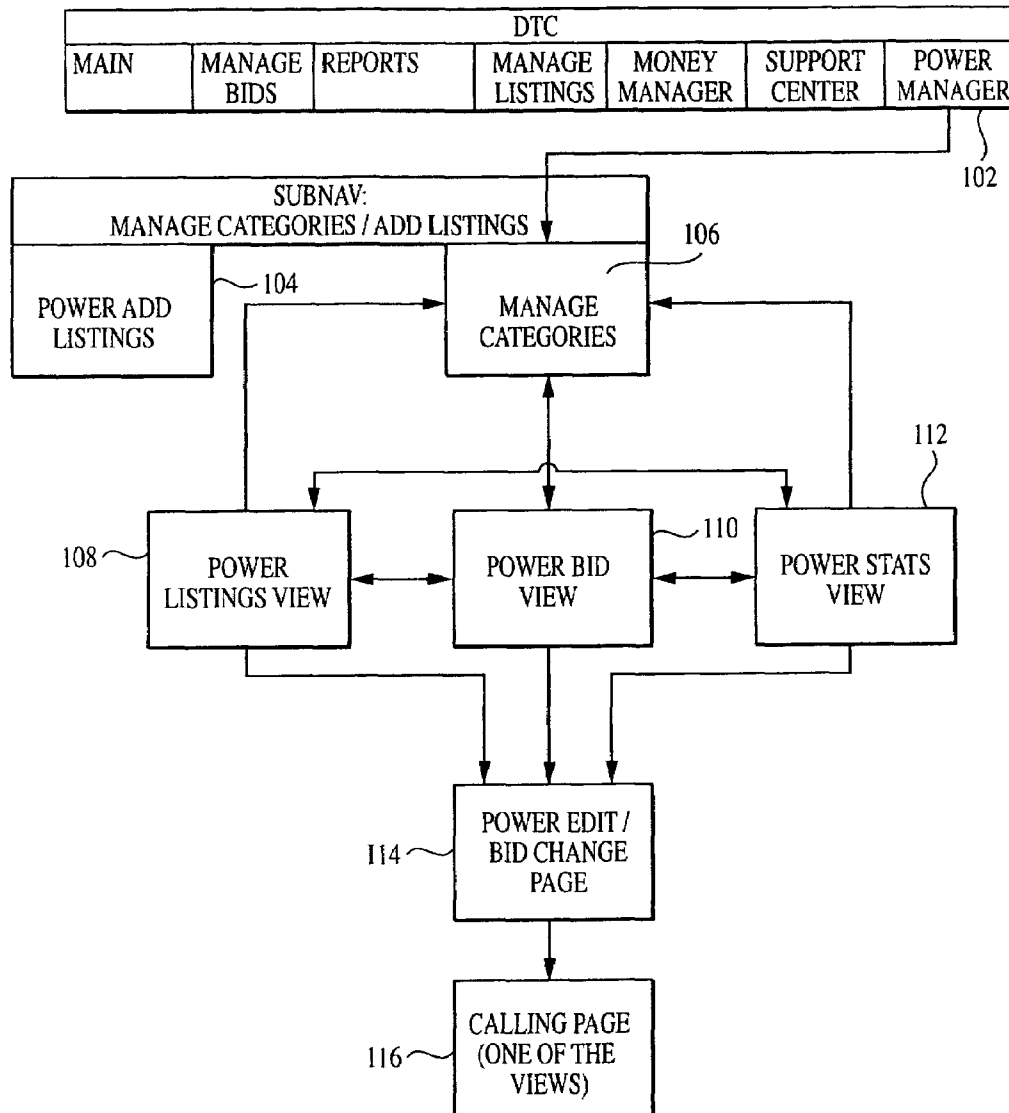 DTC
MAIN
MANAGE
BIDS
REPORTS
MANAGE
LISTINGS
MONEY
MANAGER
SUPPORT
CENTER
POWER
MANAGER
102
SUBNAV:
MANAGE CATEGORIES / ADD LISTINGS
104
POWER ADD
LISTINGS
106
MANAGE
CATEGORIES
112
108
POWER
LISTINGS VIEW
110
POWER BID
VIEW
POWER STATS
VIEW
114
POWER EDIT /
BID CHANGE
PAGE
116
CALLING PAGE
(ONE OF THE
VIEWS)